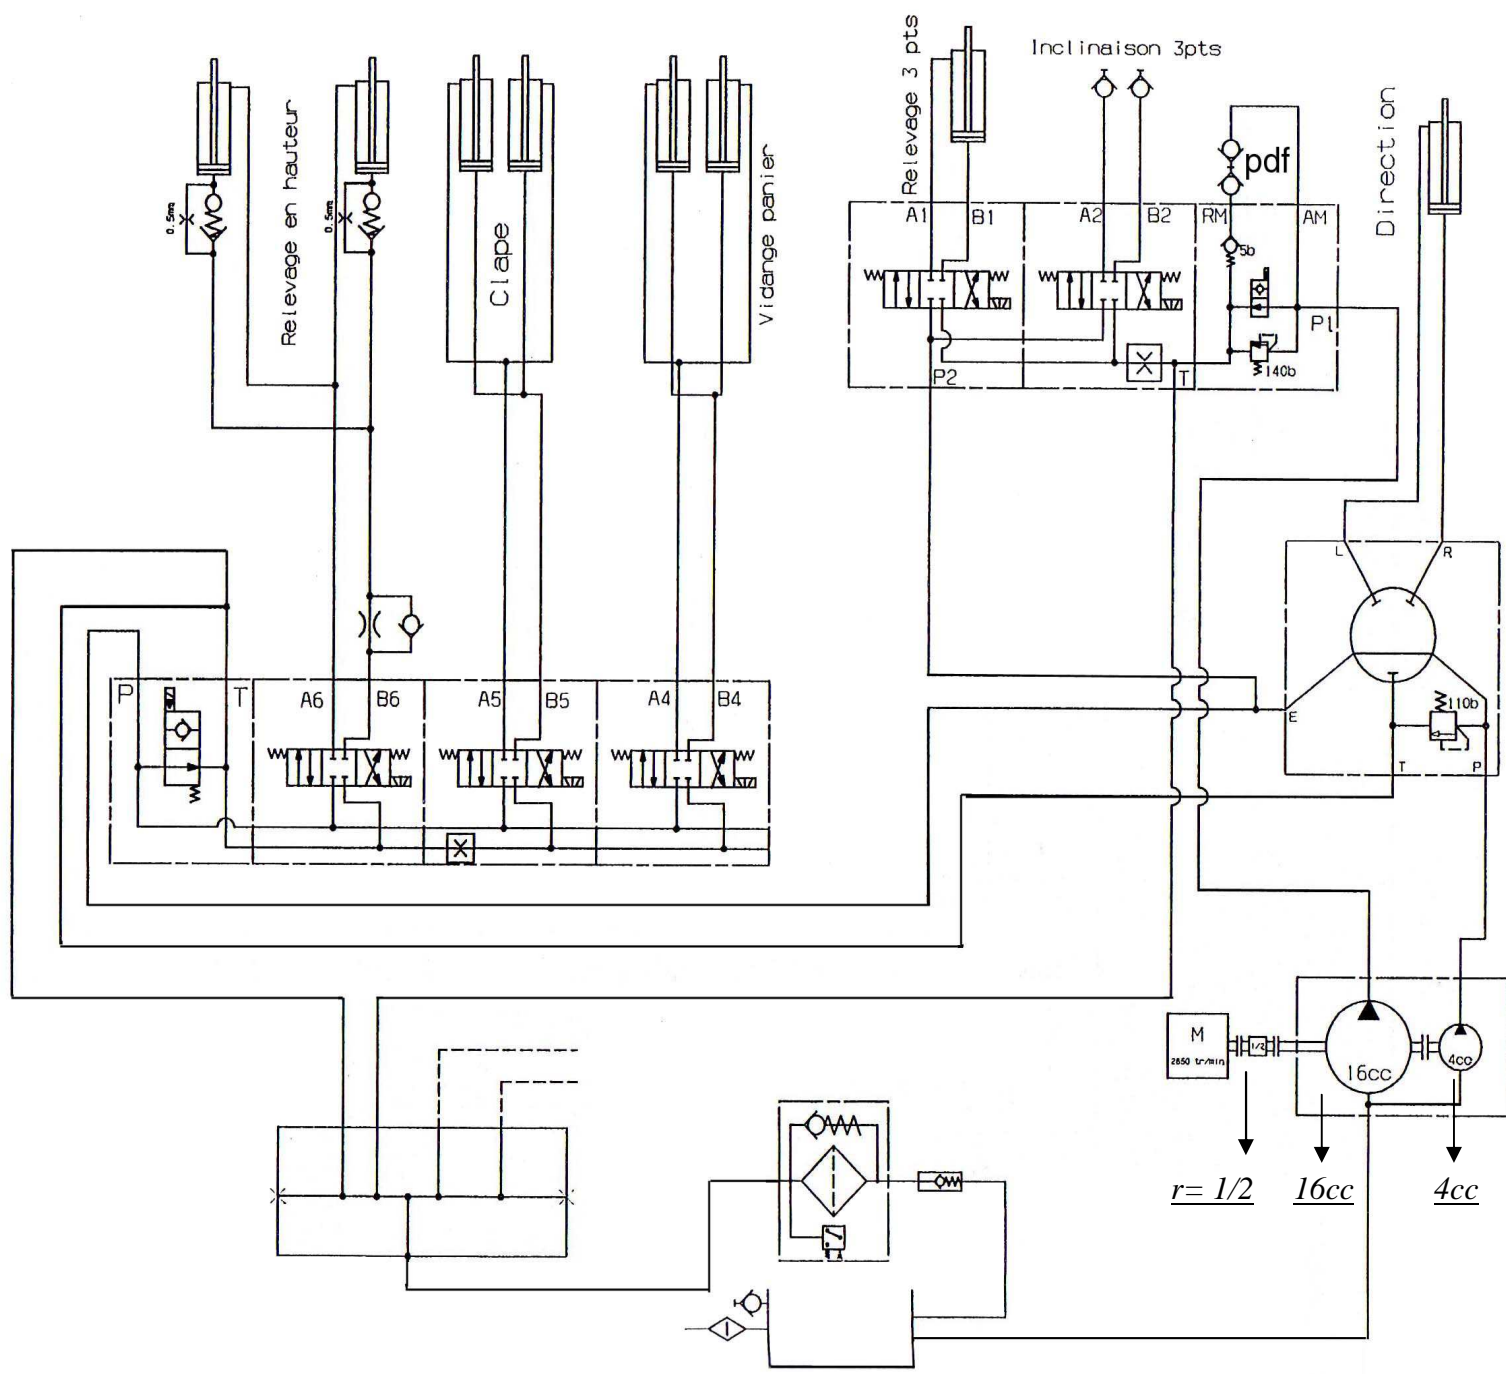 Relevage 3 pts
Inclinaison 3pts
Direction
Relevage en hauteur
0.5mm
0.5mm
Clape
Vidange panier
pdf
A1
B1
A2
B2
RM
AM
5b
P1
140b
P2
T
L
R
P
T
A6
B6
A5
B5
A4
B4
E
110b
T
P
M
2650 tr/min
1/2
16cc
4cc
r= 1/2
16cc
4cc